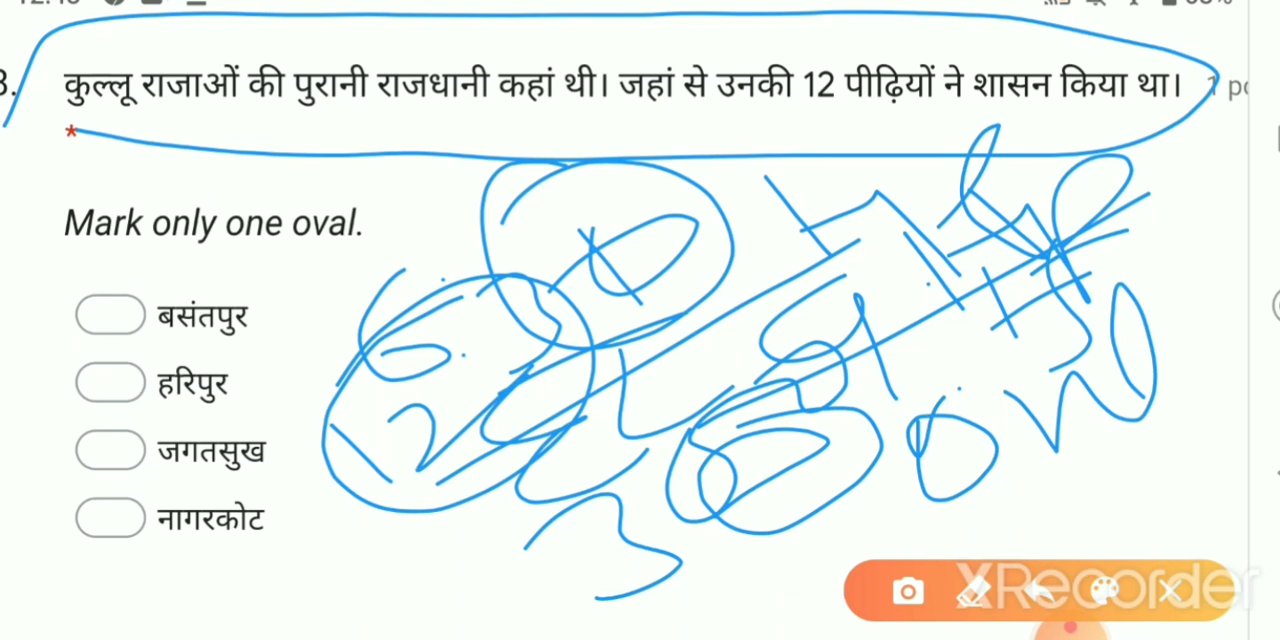 कुल्लू राजाओं की पुरानी राजधानी कहां थी। जहां से उनकी 12 पीढ़ियों ने शासन किया था।
*
Mark only one oval.
बसंतपुर
हरिपुर
जगतसुख
नागरकोट
XRecorder